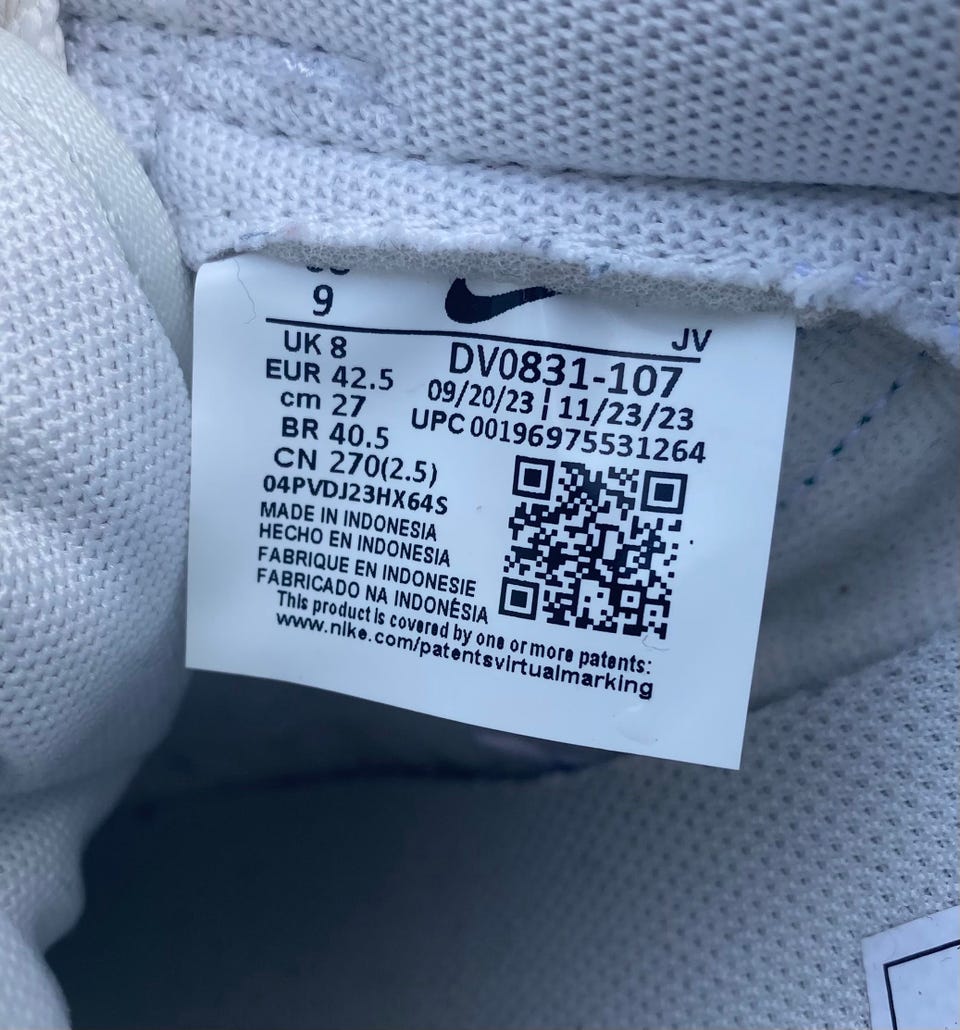 9
JV
UK 8
EUR 42.5
cm 27
BR 40.5
CN 270(2.5)
DV0831-107
09/20/23 | 11/23/23
UPC 00196975531264
04PVDJ23HX64S
MADE IN INDONESIA
HECHO EN INDONESIA
FABRIQUE EN INDONESIE
FABRICADO NA INDONÉSIA
This product is covered by one or more patents:
www.nike.com/patentsvirtualmarking